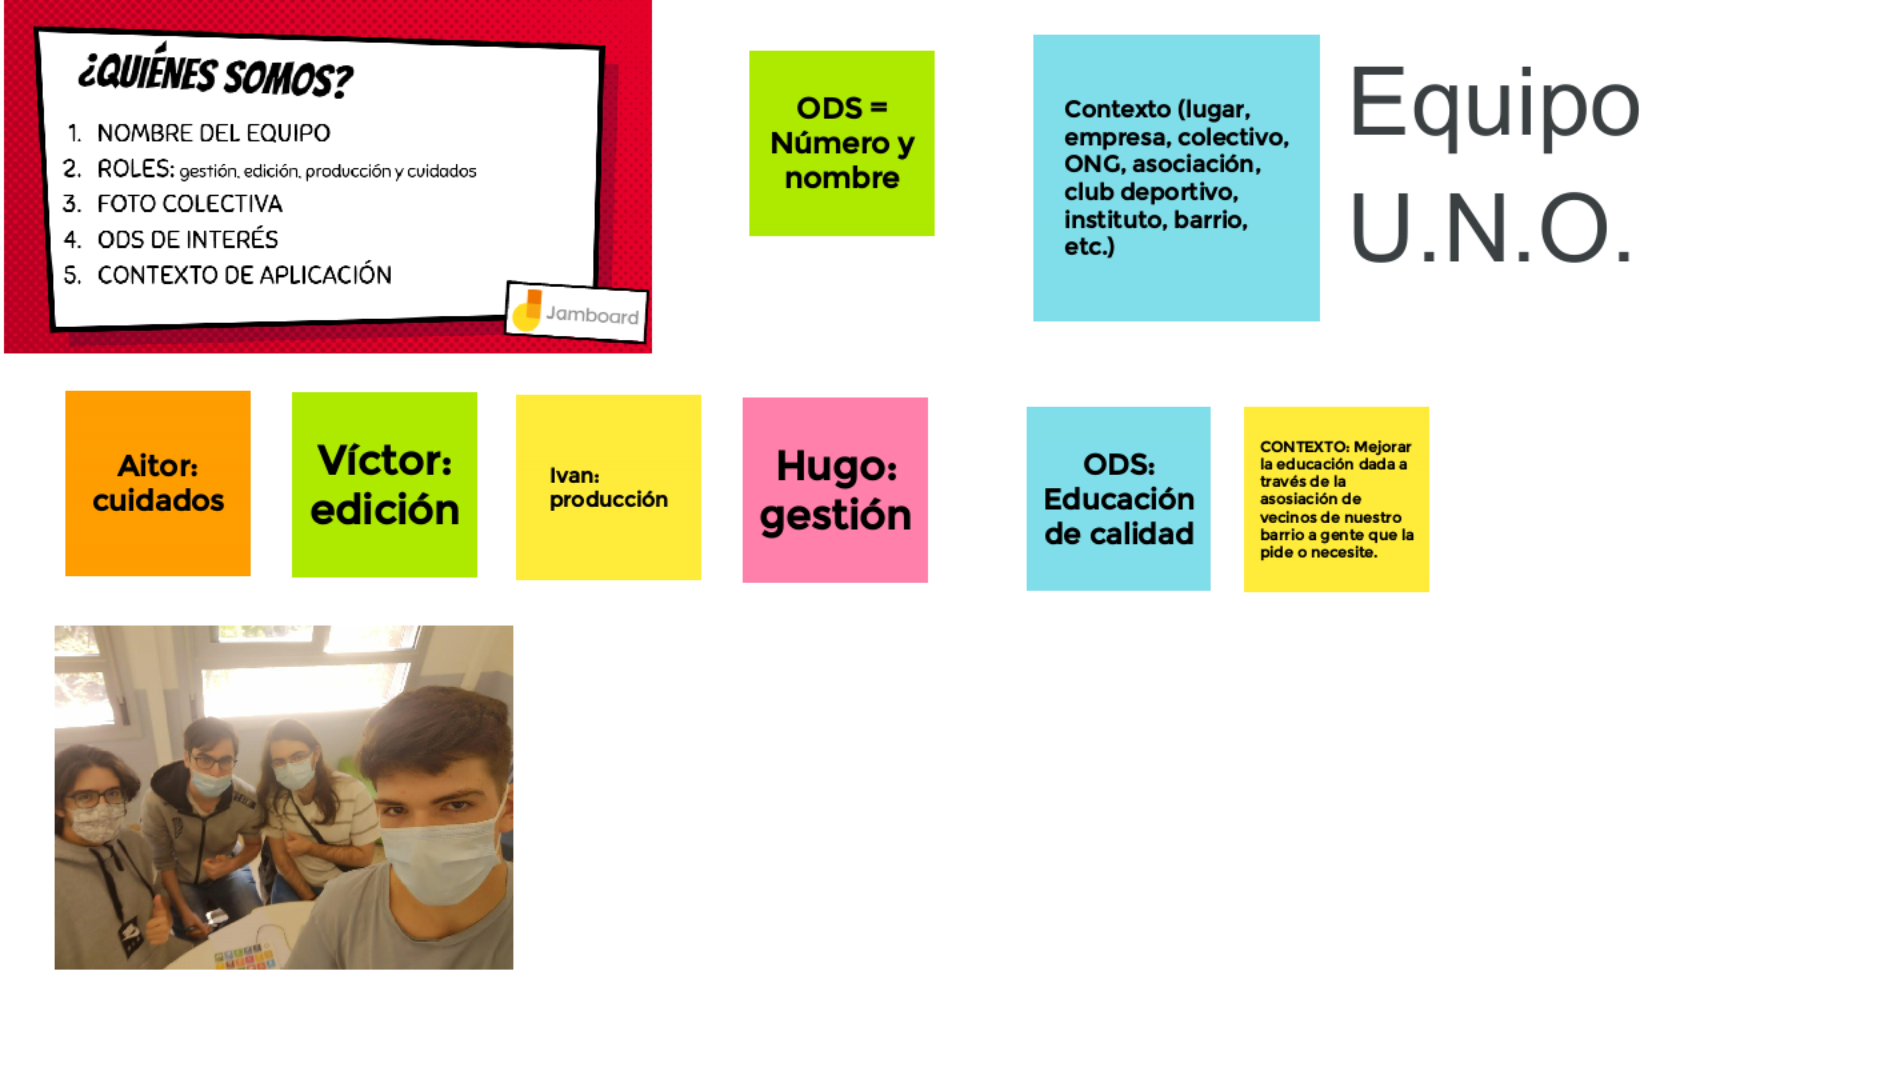 ¿QUIÉNES SOMOS?
1. NOMBRE DEL EQUIPO
2. ROLES: gestión, edición, producción y cuidados
3. FOTO COLECTIVA
4. ODS DE INTERÉS
5. CONTEXTO DE APLICACIÓN
Jamboard
ODS =
Número y
nombre
Contexto (lugar,
empresa, colectivo,
ONG, asociación,
club deportivo,
instituto, barrio,
etc.)
Equipo
U.N.O.
Aitor:
cuidados
Víctor:
edición
Ivan:
producción
Hugo:
gestión
ODS:
Educación
de calidad
CONTEXTO: Mejorar
la educación dada a
través de la
asosiación de
vecinos de nuestro
barrio a gente que la
pide o necesite.